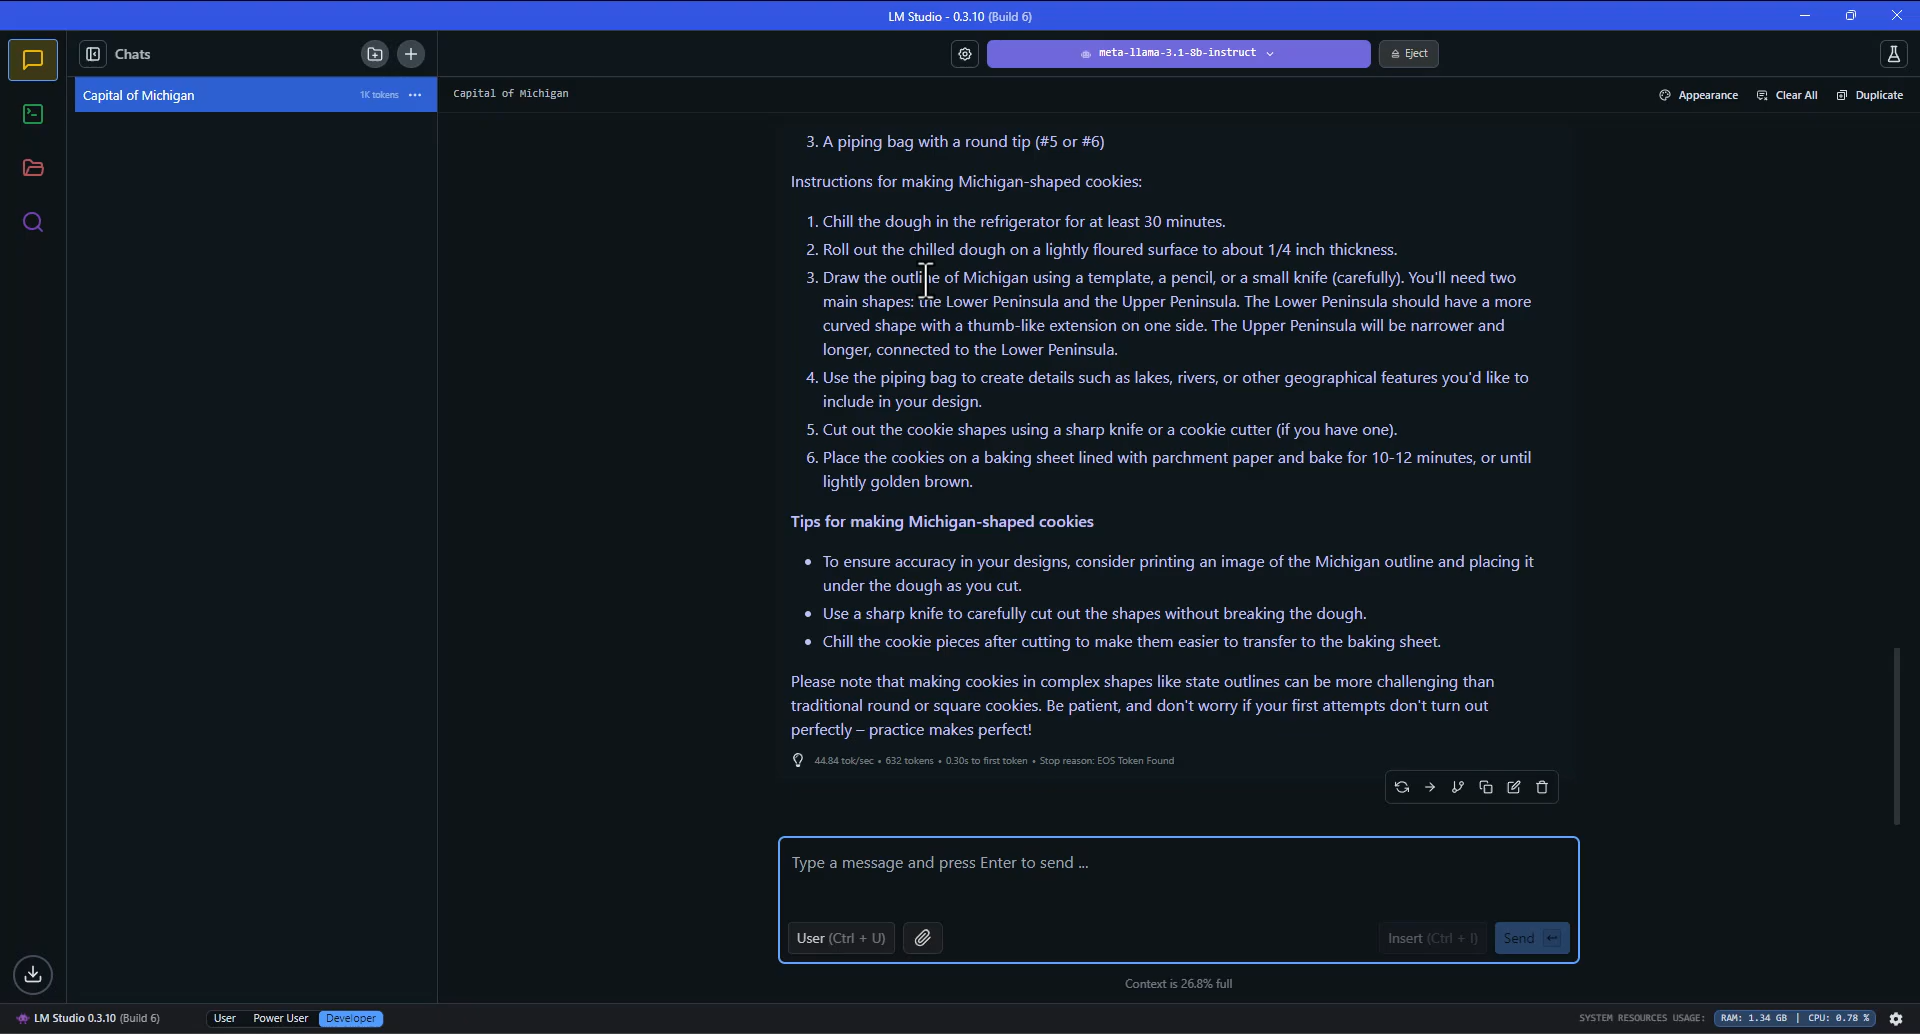 LM Studio - 0.3.10 (Build 6)
Chats
meta-llama-3.1-8b-instruct
Eject
Capital of Michigan
1K tokens
Capital of Michigan
Appearance
Clear All
Duplicate
3. A piping bag with a round tip (#5 or #6)
Instructions for making Michigan-shaped cookies:
1. Chill the dough in the refrigerator for at least 30 minutes.
2. Roll out the chilled dough on a lightly floured surface to about 1/4 inch thickness.
3. Draw the outline of Michigan using a template, a pencil, or a small knife (carefully). You'll need two
main shapes: the Lower Peninsula and the Upper Peninsula. The Lower Peninsula should have a more
curved shape with a thumb-like extension on one side. The Upper Peninsula will be narrower and
longer, connected to the Lower Peninsula.
4. Use the piping bag to create details such as lakes, rivers, or other geographical features you'd like to
include in your design.
5. Cut out the cookie shapes using a sharp knife or a cookie cutter (if you have one).
6. Place the cookies on a baking sheet lined with parchment paper and bake for 10-12 minutes, or until
lightly golden brown.
Tips for making Michigan-shaped cookies
• To ensure accuracy in your designs, consider printing an image of the Michigan outline and placing it
under the dough as you cut.
• Use a sharp knife to carefully cut out the shapes without breaking the dough.
• Chill the cookie pieces after cutting to make them easier to transfer to the baking sheet.
Please note that making cookies in complex shapes like state outlines can be more challenging than
traditional round or square cookies. Be patient, and don't worry if your first attempts don't turn out
perfectly – practice makes perfect!
44.84 tok/sec • 632 tokens • 0.30s to first token • Stop reason: EOS Token Found
Type a message and press Enter to send ...
User (Ctrl + U)
Insert (Ctrl + I)
Send
Context is 26.8% full
LM Studio 0.3.10 (Build 6)
User
Power User
Developer
SYSTEM RESOURCES USAGE:
RAM: 1.34 GB | CPU: 0.78 %